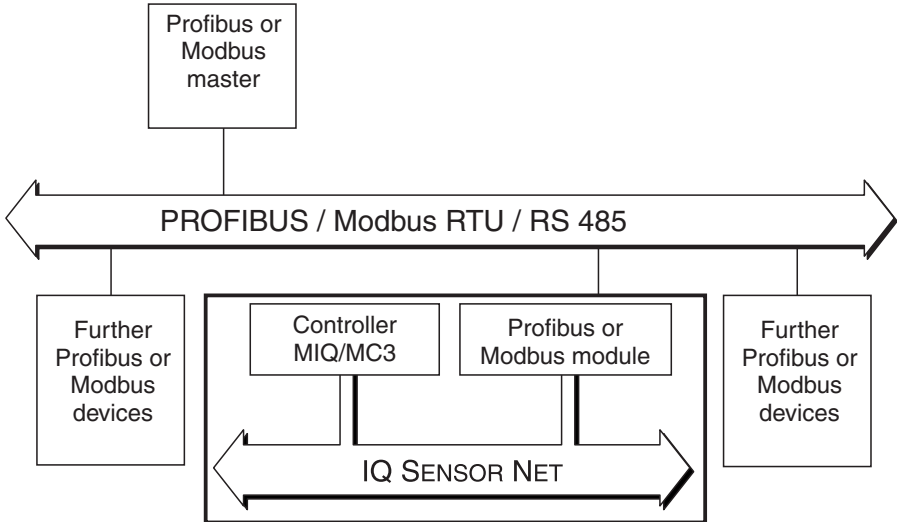 Profibus or
Modbus
master
PROFIBUS / Modbus RTU / RS 485
Further
Profibus or
Modbus
devices
Controller
MIQ/MC3
Profibus or
Modbus module
Further
Profibus or
Modbus
devices
IQ SENSOR NET